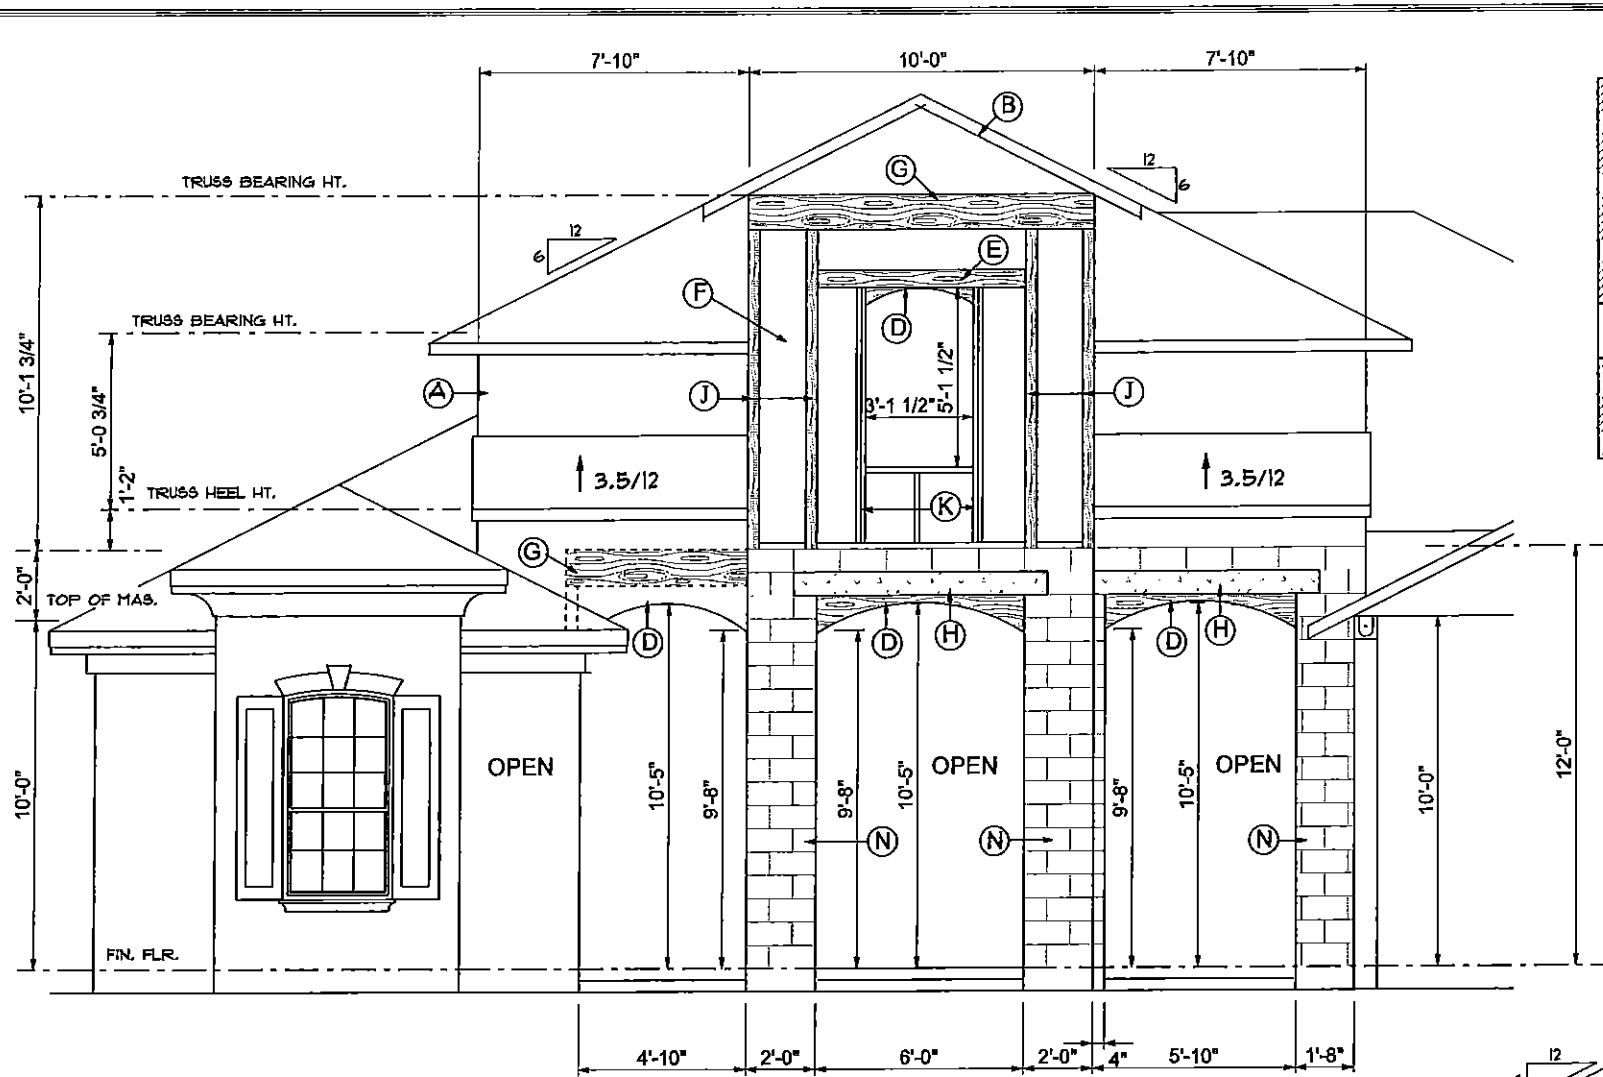 7'-10" 10'-0" 7'-10"
B
12
6
G
TRUSS BEARING HT.
12
6
E
F
TRUSS BEARING HT.
D
10'-1 3/4"
5'-0 3/4"
A
J
3'-1 1/2"
5'-1 1/2"
J
1'-2"
TRUSS HEEL HT.
3.5/12
K
3.5/12
G
2'-0"
TOP OF MAS.
D
D
H
D
H
10'-0"
OPEN
10'-5"
9'-8"
9'-8"
10'-5"
OPEN
9'-8"
10'-5"
OPEN
10'-0"
12'-0"
N
N
N
FIN. FLR.
4'-10" 2'-0" 6'-0" 2'-0" 4" 5'-10" 1'-8"
12